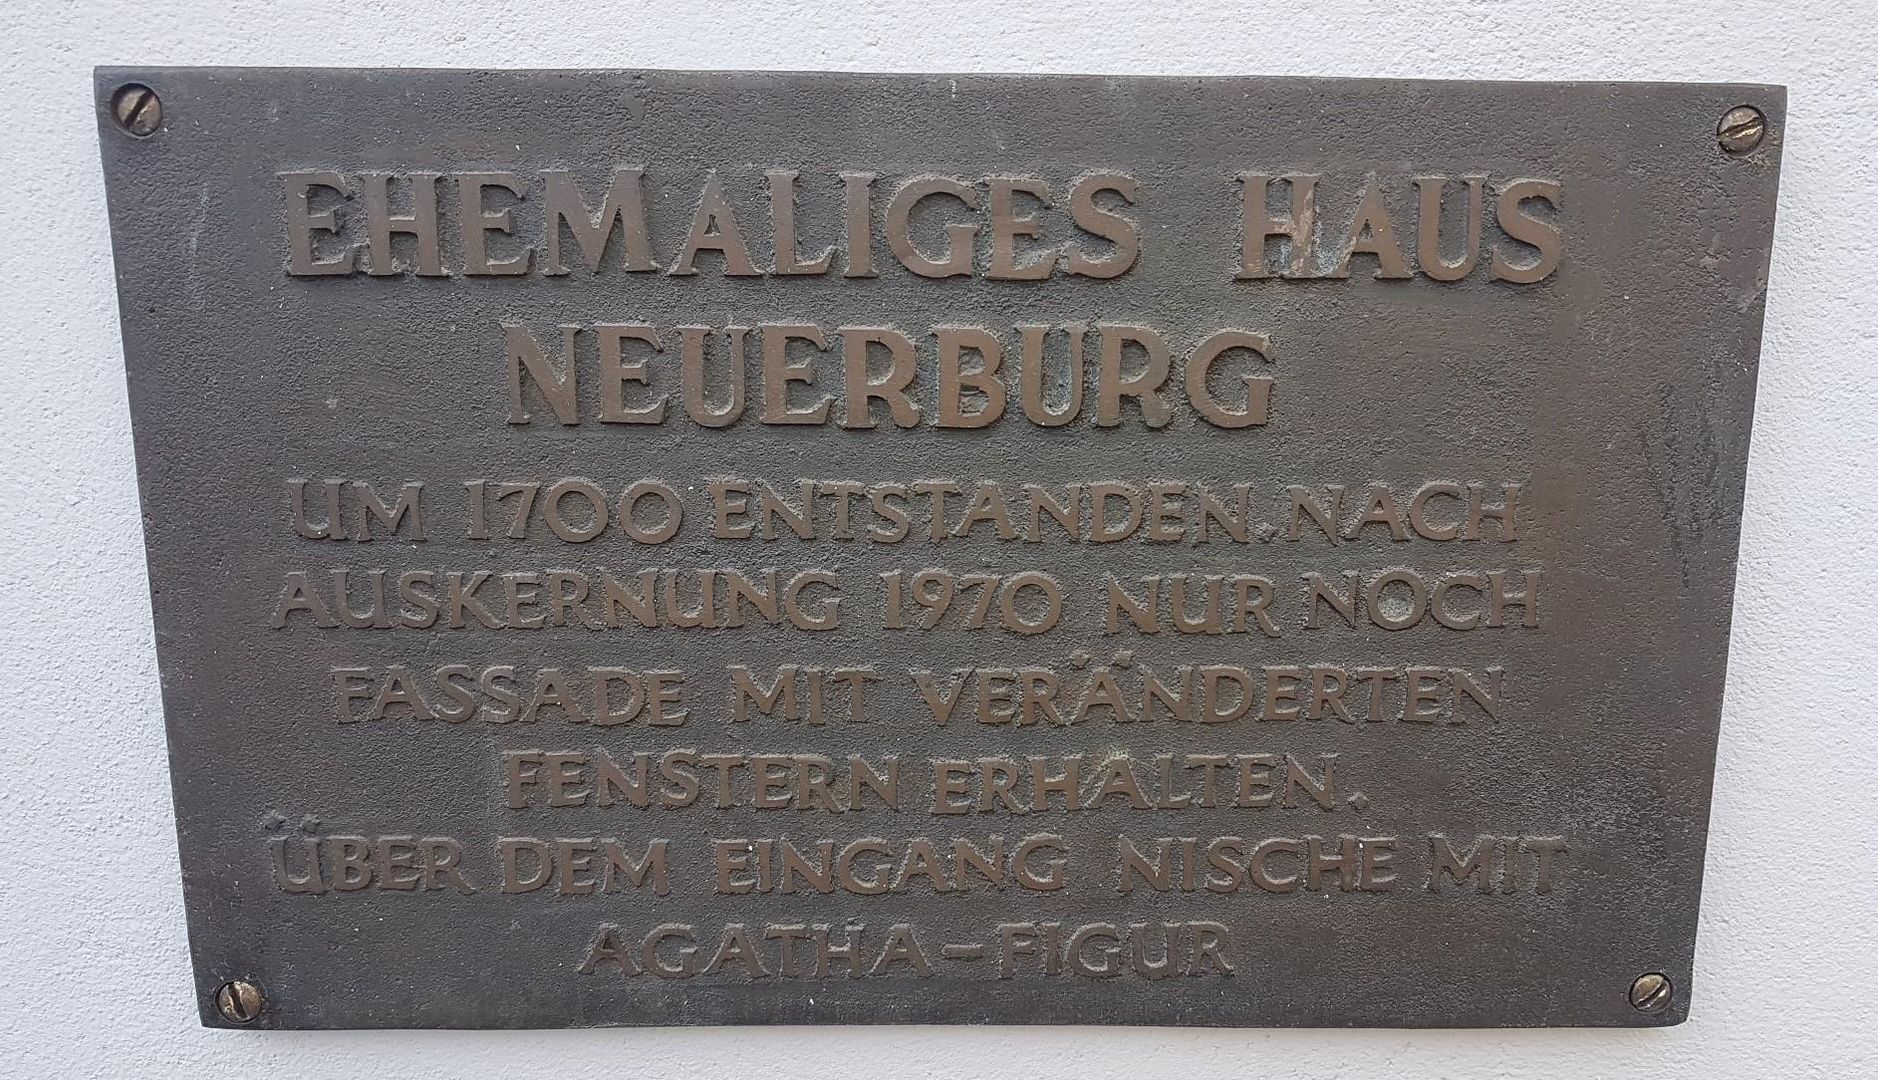 EHEMALIGES HAUS
NEUERBURG
UM 1700 ENTSTANDEN. NACH
AUSKERNUNG 1970 NUR NOCH
FASSADE MIT VERÄNDERTEN
FENSTERN ERHALTEN.
ÜBER DEM EINGANG NISCHE MIT
AGATHA-FIGUR